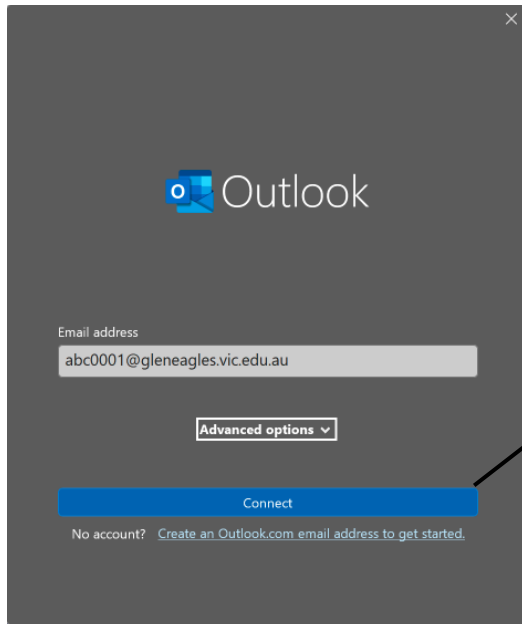 Outlook
Email address
abc0001@gleneagles.vic.edu.au
Advanced options
Connect
No account? Create an Outlook.com email address to get started.